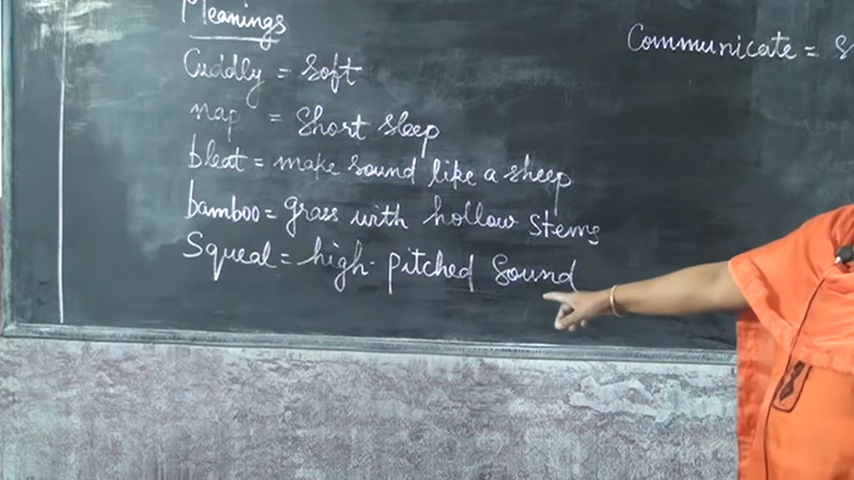 Meanings
Cuddly = soft
nap = short sleep
bleat = make sound like a sheep
bamboo = grass with hollow stems
Squeal = high-pitched sound
Communicate = S